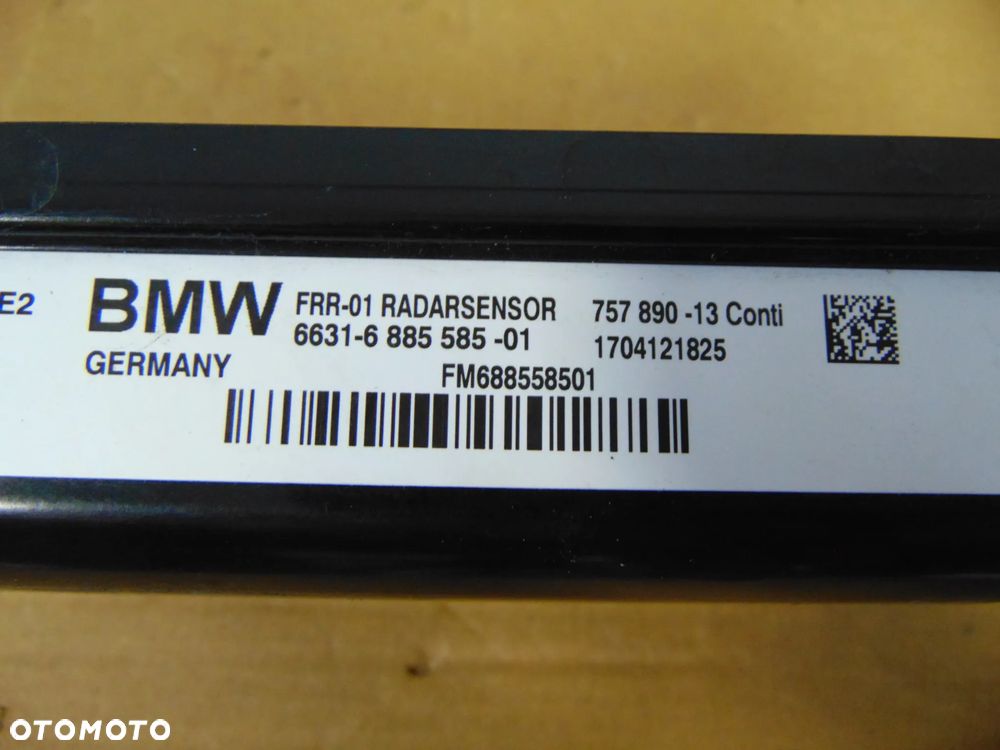 E2
BMW FRR-01 RADARSENSOR 757 890 -13 Conti
6631-6 885 585 -01 1704121825
GERMANY FM688558501
OTOMOTO